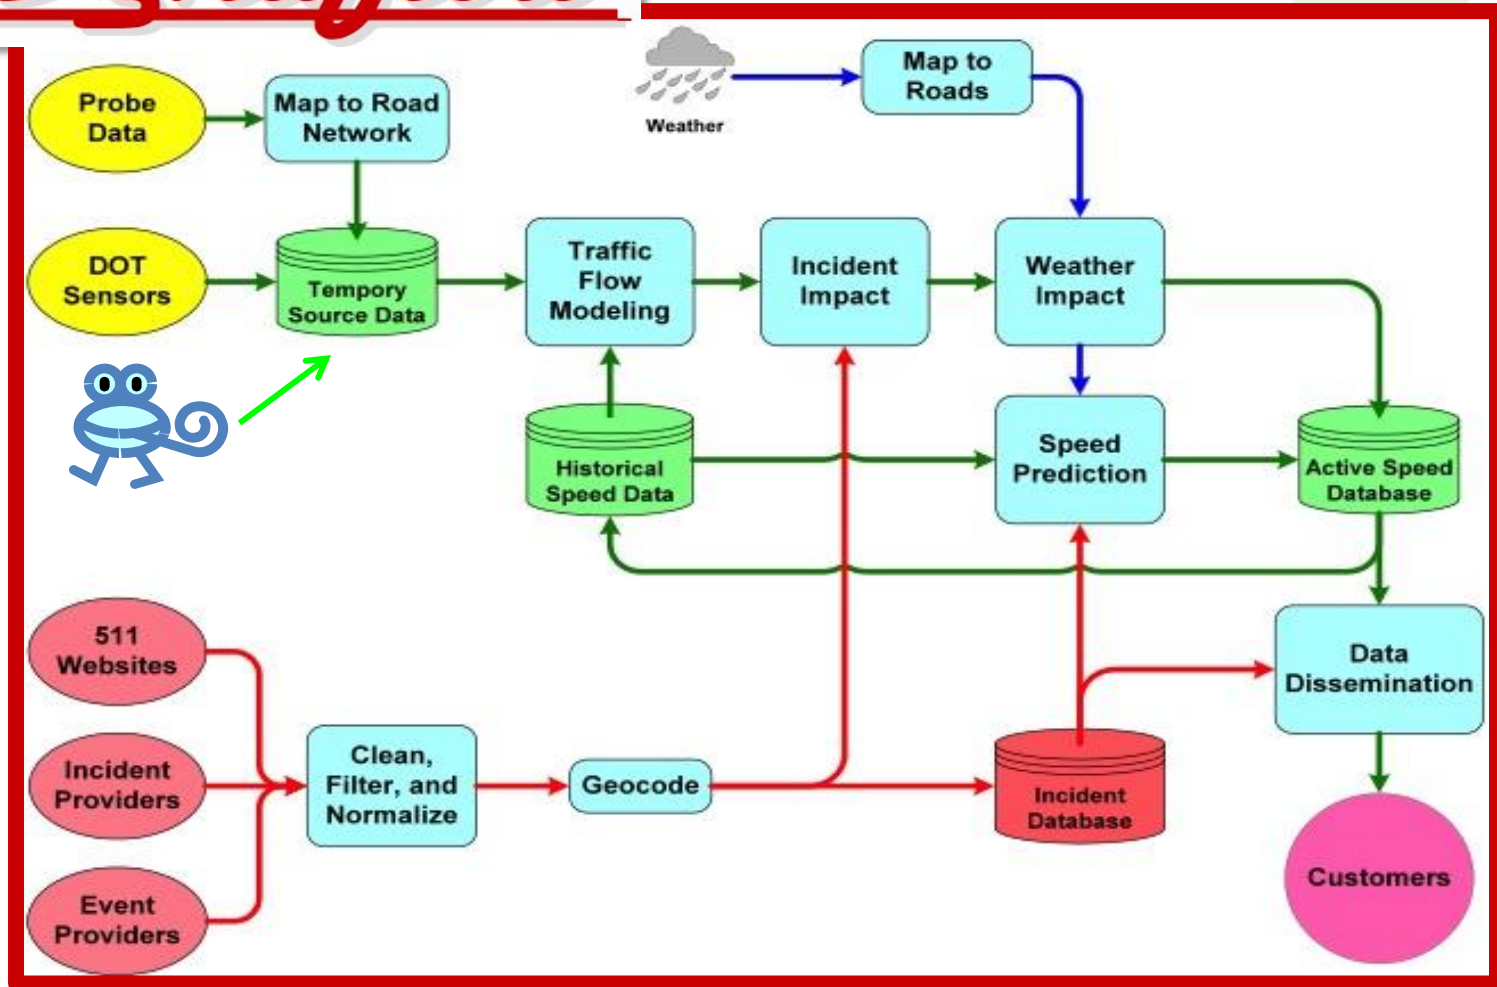 Probe
Data
Map to Road
Network
Weather
Map to
Roads
DOT
Sensors
Tempory
Source Data
Traffic
Flow
Modeling
Incident
Impact
Weather
Impact
Historical
Speed Data
Speed
Prediction
Active Speed
Database
511
Websites
Incident
Providers
Event
Providers
Clean,
Filter, and
Normalize
Geocode
Incident
Database
Data
Dissemination
Customers